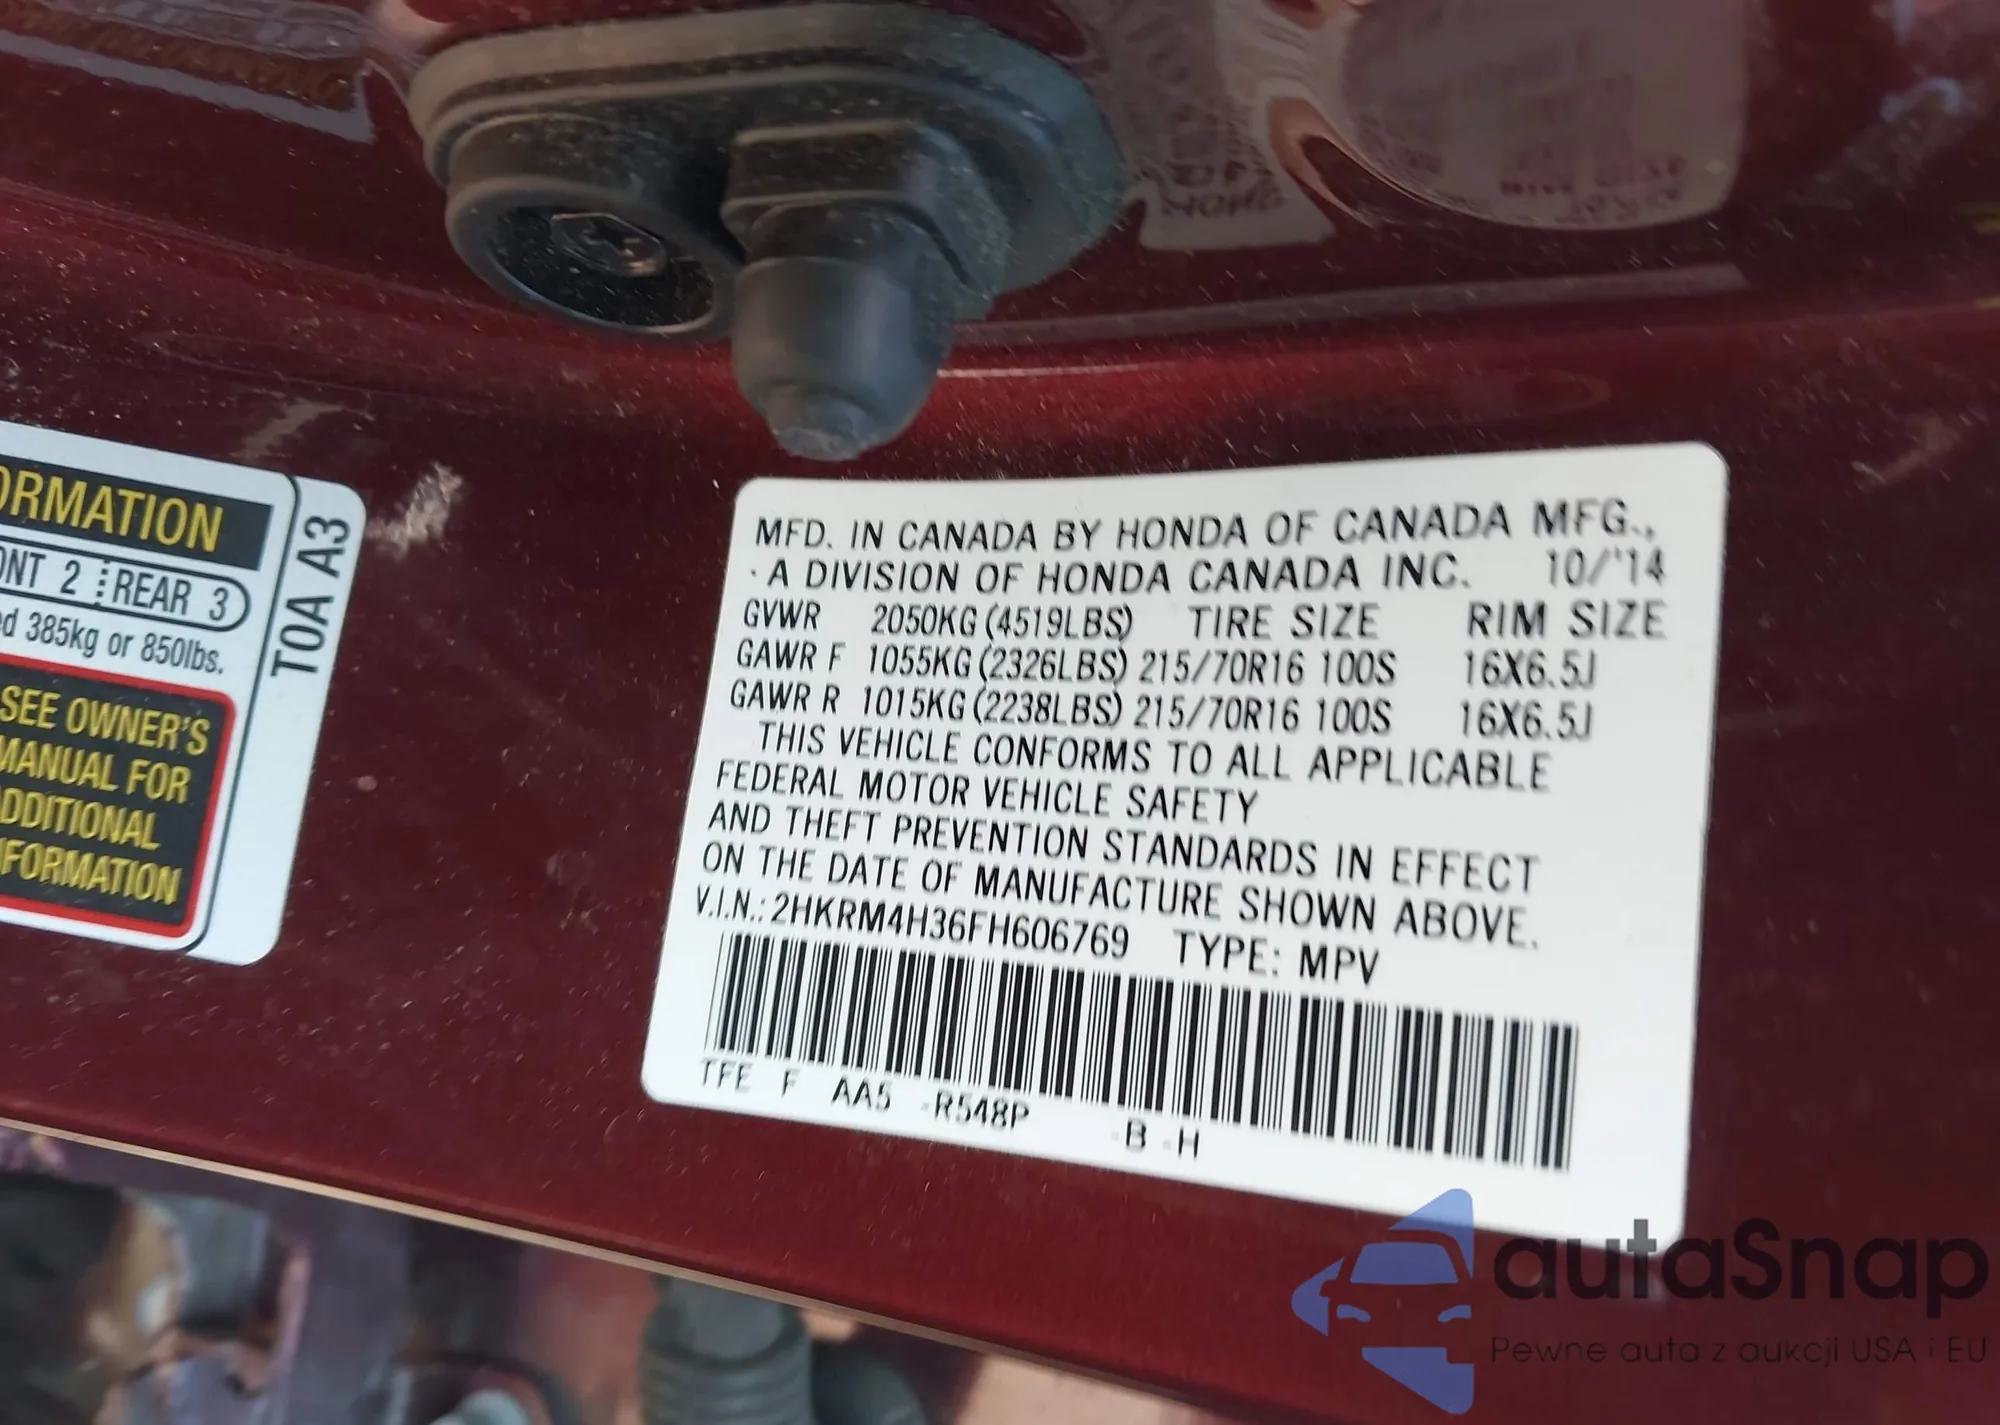 ORMATION
ONT 2 REAR 3
ed 385kg or 850lbs.
SEE OWNER'S
MANUAL FOR
ADDITIONAL
NFORMATION
T0A A3
MFD. IN CANADA BY HONDA OF CANADA MFG.,
A DIVISION OF HONDA CANADA INC. 10/'14
GVWR 2050KG (4519LBS) TIRE SIZE RIM SIZE
GAWR F 1055KG (2326LBS) 215/70R16 100S 16X6.5J
GAWR R 1015KG (2238LBS) 215/70R16 100S 16X6.5J
THIS VEHICLE CONFORMS TO ALL APPLICABLE
FEDERAL MOTOR VEHICLE SAFETY
AND THEFT PREVENTION STANDARDS IN EFFECT
ON THE DATE OF MANUFACTURE SHOWN ABOVE.
V.I.N.: 2HKRM4H36FH606769 TYPE: MPV
TFE F AA5 -R548P -B -H
autaSnap
Pewne auta z aukcji USA i EU